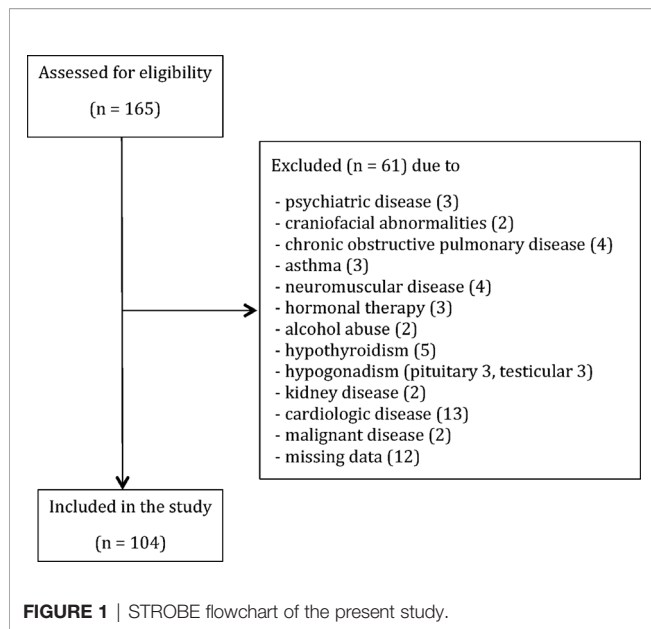 Assessed for eligibility
(n = 165)
Excluded (n = 61) due to
- psychiatric disease (3)
- craniofacial abnormalities (2)
- chronic obstructive pulmonary disease (4)
- asthma (3)
- neuromuscular disease (4)
- hormonal therapy (3)
- alcohol abuse (2)
- hypothyroidism (5)
- hypogonadism (pituitary 3, testicular 3)
- kidney disease (2)
- cardiologic disease (13)
- malignant disease (2)
- missing data (12)
Included in the study
(n = 104)
FIGURE 1 | STROBE flowchart of the present study.